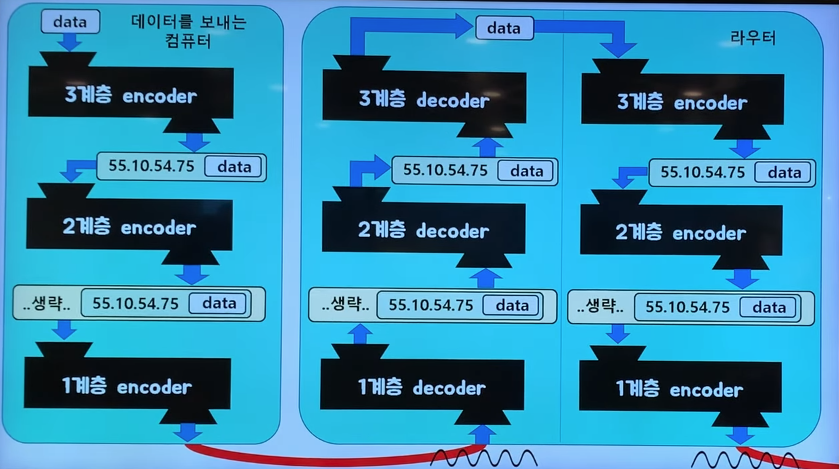 data
데이터를 보내는
컴퓨터
3계층 encoder
55.10.54.75 data
2계층 encoder
..생략.. 55.10.54.75 data
1계층 encoder
data
라우터
3계층 decoder
55.10.54.75 data
2계층 decoder
..생략.. 55.10.54.75 data
1계층 decoder
3계층 encoder
55.10.54.75 data
2계층 encoder
..생략.. 55.10.54.75 data
1계층 encoder